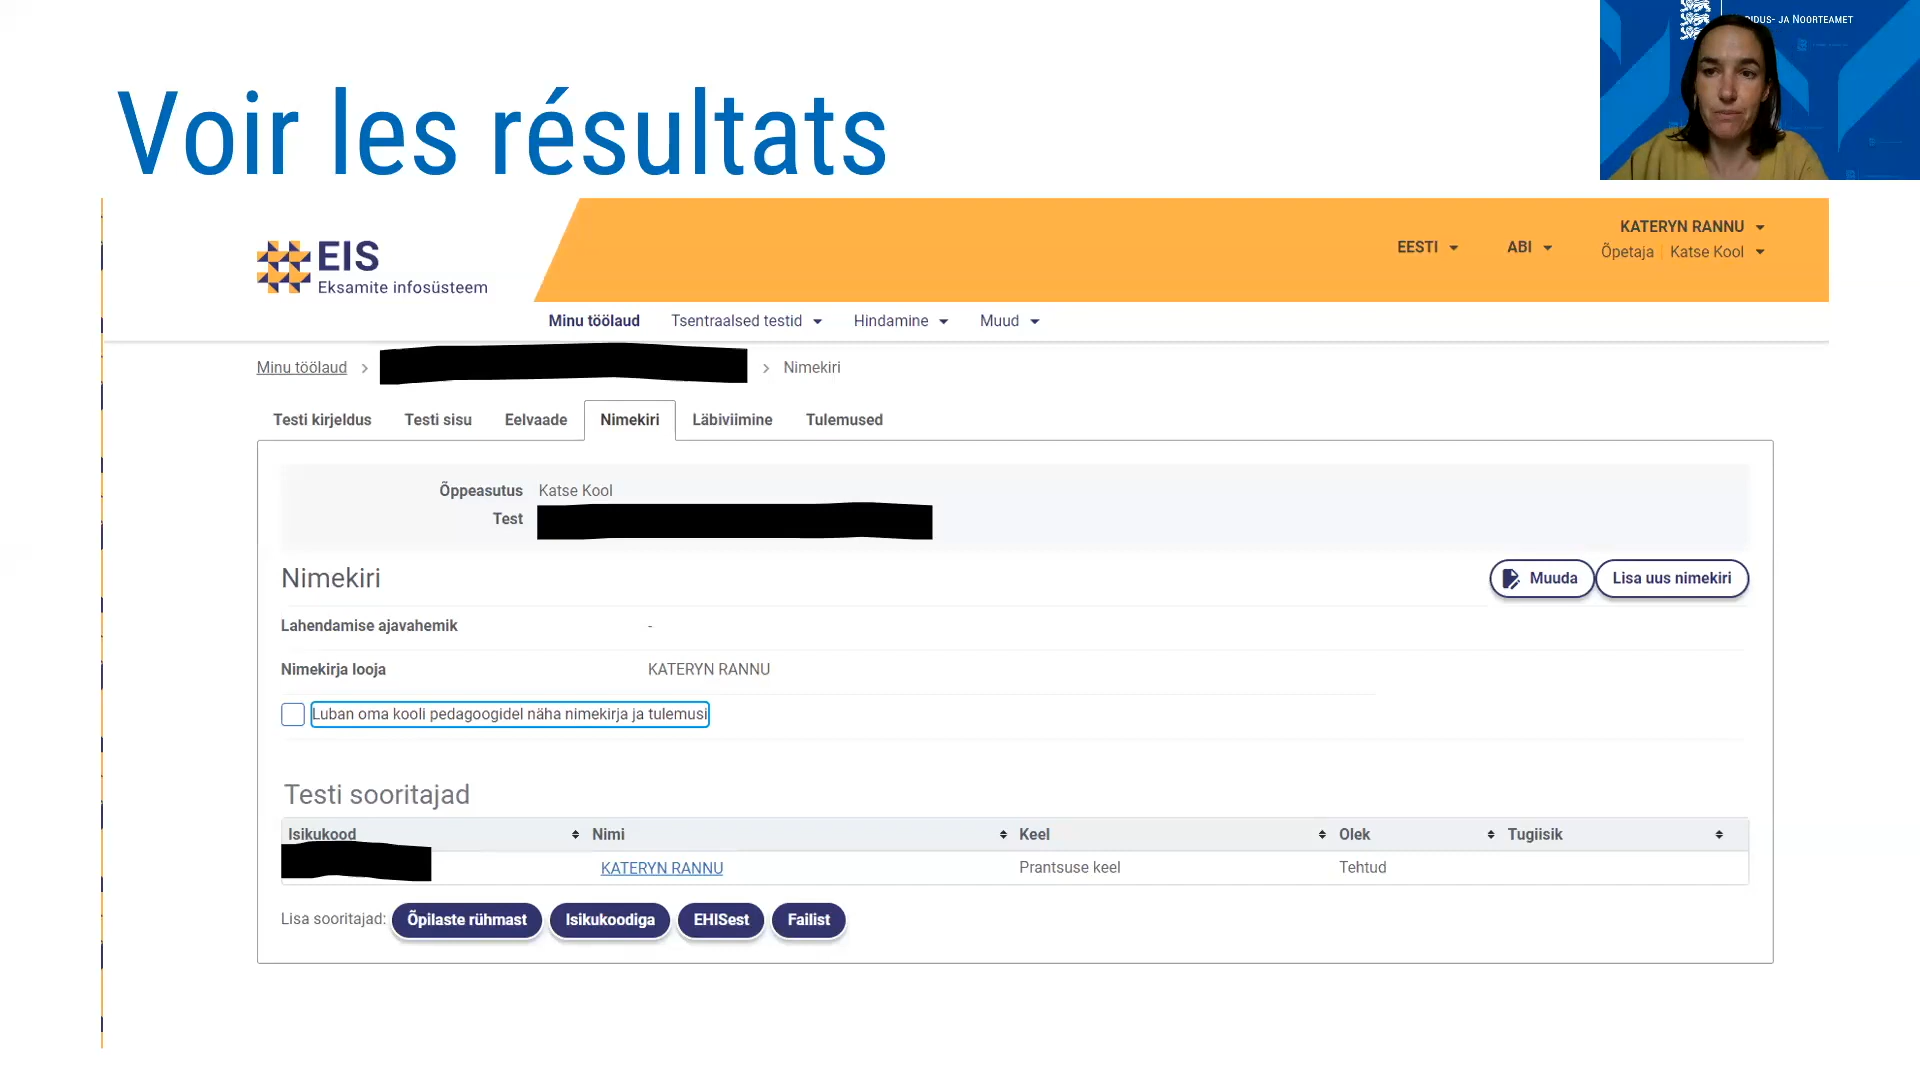 IDUS- JA NOORTEAMET
Voir les résultats
EIS
Eksamite infosüsteem
EESTI
ABI
KATERYN RANNU
Õpetaja | Katse Kool
Minu töölaud Tsentraalsed testid Hindamine Muud
Minu töölaud > > Nimekiri
Testi kirjeldus Testi sisu Eelvaade Nimekiri Läbiviimine Tulemused
Õppeasutus Katse Kool
Test
Nimekiri Muuda Lisa uus nimekiri
Lahendamise ajavahemik -
Nimekirja looja KATERYN RANNU
Luban oma kooli pedagoogidel näha nimekirja ja tulemusi
Testi sooritajad
Isikukood Nimi Keel Olek Tugiisik
KATERYN RANNU Prantsuse keel Tehtud
Lisa sooritajad: Õpilaste rühmast Isikukoodiga EHISest Failist